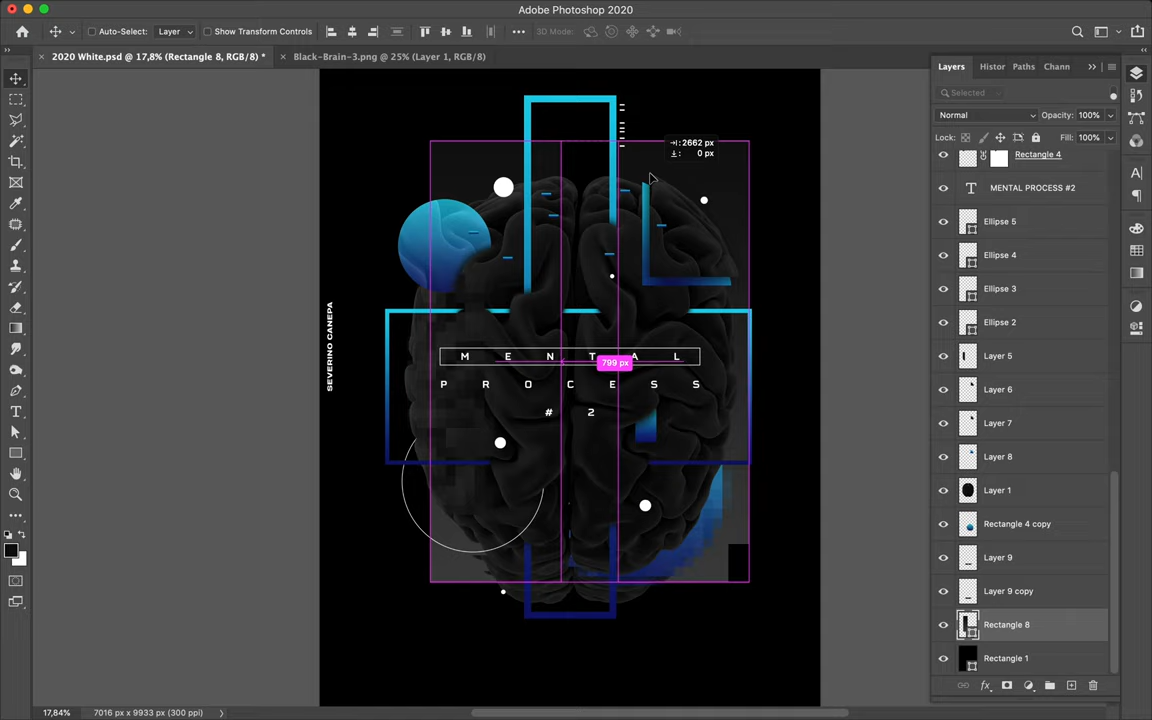 Adobe Photoshop 2020
Auto-Select:
Layer
Show Transform Controls
3D Mode:
2020 White.psd @ 17,8% (Rectangle 8, RGB/8) *
Black-Brain-3.png @ 25% (Layer 1, RGB/8)
Layers
Histor
Paths
Chann
Selected
Normal
Opacity: 100%
Lock:
Fill: 100%
Rectangle 4
MENTAL PROCESS #2
Ellipse 5
Ellipse 4
Ellipse 3
Ellipse 2
Layer 5
Layer 6
Layer 7
Layer 8
Layer 1
Rectangle 4 copy
Layer 9
Layer 9 copy
Rectangle 8
Rectangle 1
fx
2662 px
0 px
SEVERINO CANEPA
M E N T A L
799 px
P R O C E S S
# 2
17,84%
7016 px x 9933 px (300 ppi)